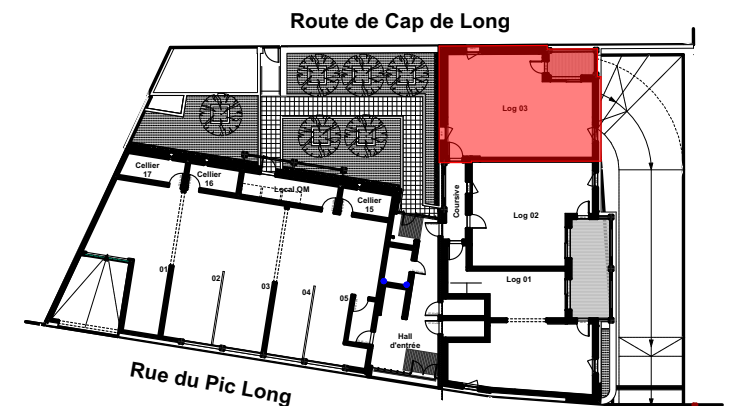 Route de Cap de Long
Log 03
Cellier
17
Cellier
16
Local OM
Cellier
15
Coursive
Log 02
01
02
03
04
05
Log 01
Hall
d'entrée
Rue du Pic Long